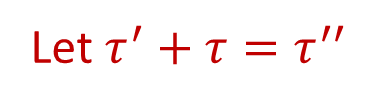 Let τ′ + τ = τ′′